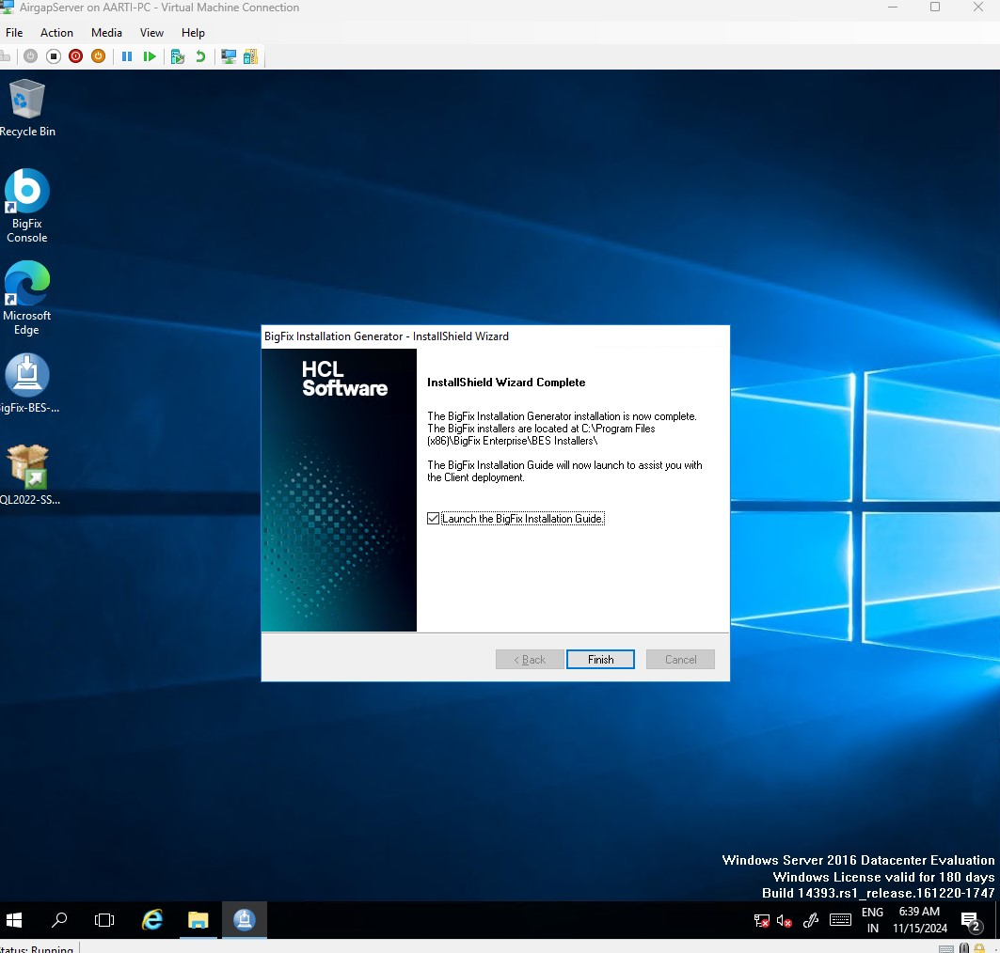 AirgapServer on AARTI-PC - Virtual Machine Connection
File Action Media View Help
Recycle Bin
BigFix
Console
Microsoft
Edge
igFix-BES-...
QL2022-SS...
BigFix Installation Generator - InstallShield Wizard
HCL
Software
InstallShield Wizard Complete
The BigFix Installation Generator installation is now complete.
The BigFix installers are located at C:\Program Files
(x86)\BigFix Enterprise\BES Installers\
The BigFix Installation Guide will now launch to assist you with
the Client deployment.
Launch the BigFix Installation Guide.
< Back Finish Cancel
Windows Server 2016 Datacenter Evaluation
Windows License valid for 180 days
Build 14393.rs1_release.161220-1747
ENG 6:39 AM
IN 11/15/2024
2
tatus: Running